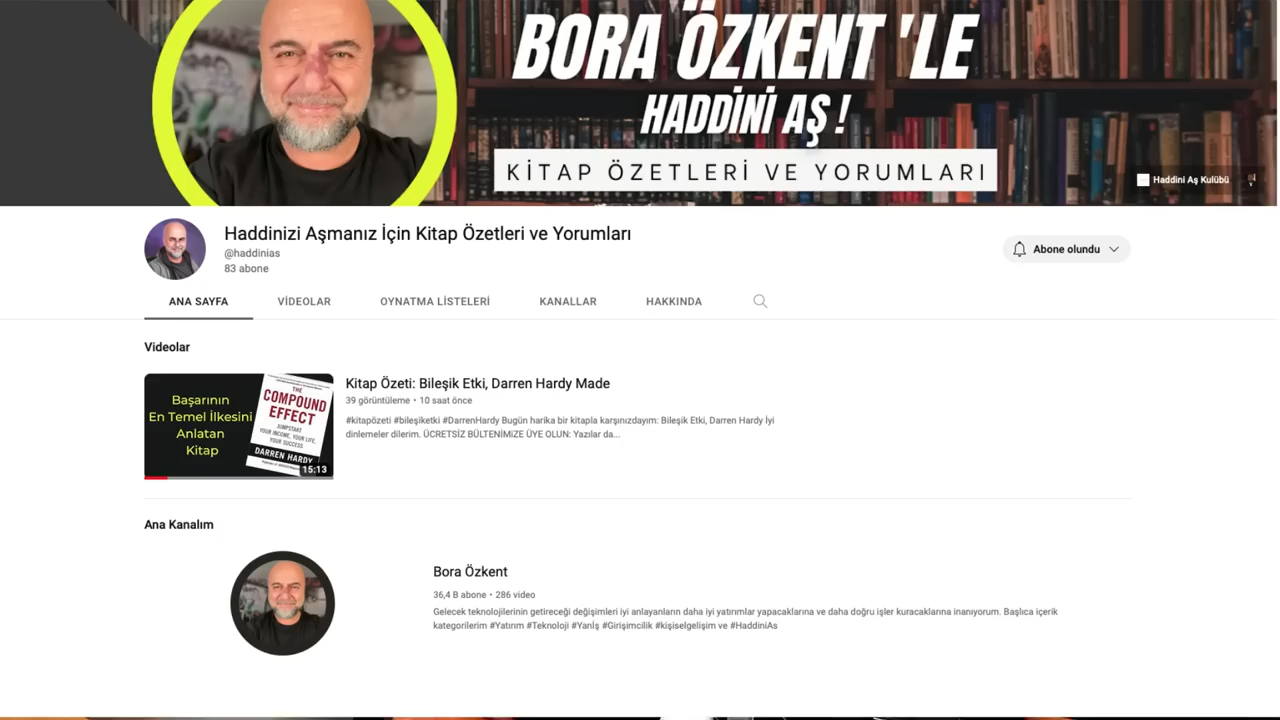 BORA ÖZKENT 'LE
HADDİNİ AŞ !
KİTAP ÖZETLERİ VE YORUMLARI
Haddini Aş Kulübü
Haddinizi Aşmanız İçin Kitap Özetleri ve Yorumları
@haddinias
83 abone
Abone olundu
ANA SAYFA VİDEOLAR OYNATMA LİSTELERİ KANALLAR HAKKINDA
Videolar
Başarının
En Temel İlkesini
Anlatan
Kitap
THE
COMPOUND
EFFECT
JUMPSTART
YOUR INCOME, YOUR LIFE,
YOUR SUCCESS
DARREN HARDY
15:13
Kitap Özeti: Bileşik Etki, Darren Hardy Made
39 görüntüleme • 10 saat önce
#kitapözeti #bileşiketki #DarrenHardy Bugün harika bir kitapla karşınızdayım: Bileşik Etki, Darren Hardy İyi
dinlemeler dilerim. ÜCRETSİZ BÜLTENİMİZE ÜYE OLUN: Yazılar da...
Ana Kanalım
Bora Özkent
36,4 B abone • 286 video
Gelecek teknolojilerinin getireceği değişimleri iyi anlayanların daha iyi yatırımlar yapacaklarına ve daha doğru işler kuracaklarına inanıyorum. Başlıca içerik
kategorilerim #Yatırım #Teknoloji #Yanİş #Girişimcilik #kişiselgelişim ve #HaddiniAs